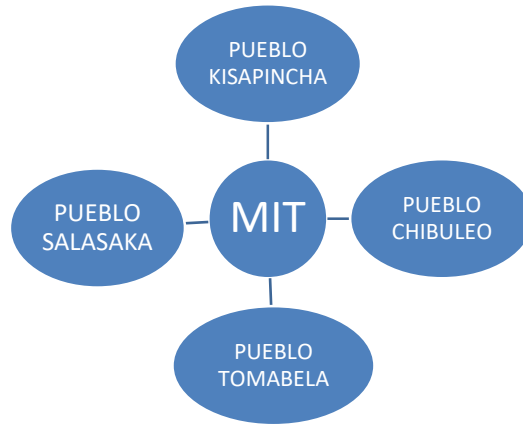 PUEBLO
KISAPINCHA
PUEBLO
SALASAKA
MIT
PUEBLO
CHIBULEO
PUEBLO
TOMABELA